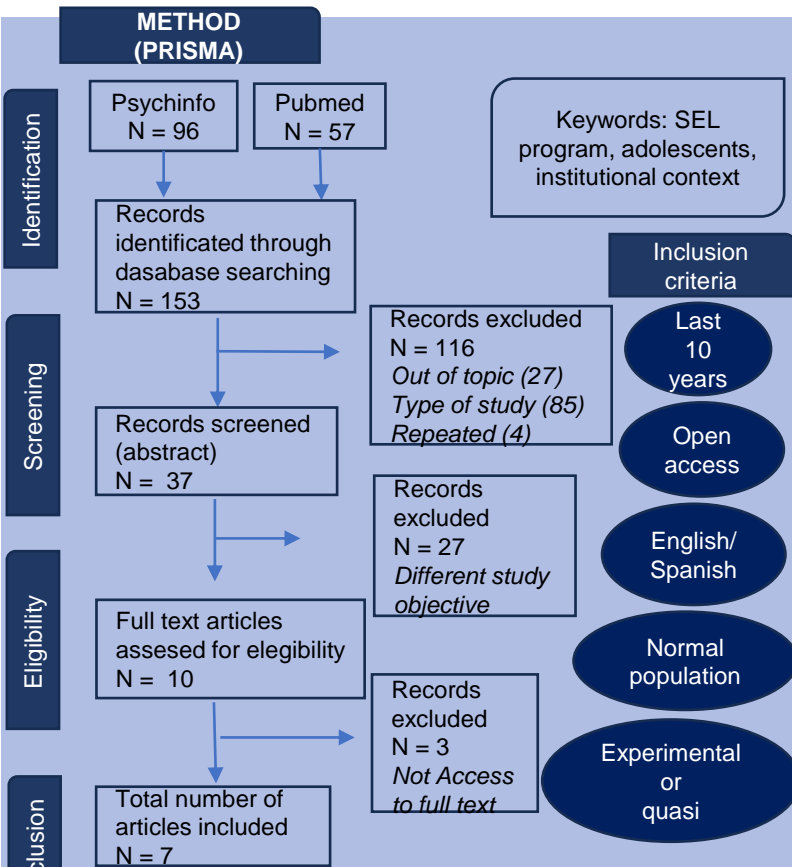 METHOD
(PRISMA)
Identification
Psychinfo
N = 96
Pubmed
N = 57
Keywords: SEL
program, adolescents,
institutional context
Records
identificated through
dasabase searching
N = 153
Inclusion
criteria
Last
10
years
Open
access
English/
Spanish
Normal
population
Experimental
or
quasi
Screening
Records excluded
N = 116
Out of topic (27)
Type of study (85)
Repeated (4)
Records screened
(abstract)
N = 37
Records
excluded
N = 27
Different study
objective
Eligibility
Full text articles
assesed for elegibility
N = 10
Records
excluded
N = 3
Not Access
to full text
clusion
Total number of
articles included
N = 7